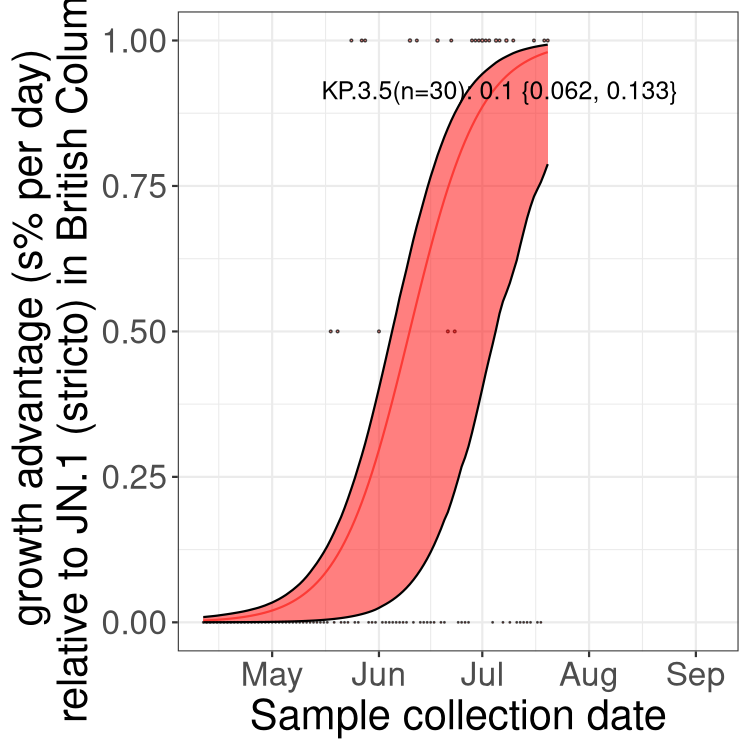 growth advantage (s% per day)
relative to JN.1 (stricto) in British Colum
1.00
0.75
0.50
0.25
0.00
KP.3.5(n=30): 0.1 {0.062, 0.133}
May Jun Jul Aug Sep
Sample collection date